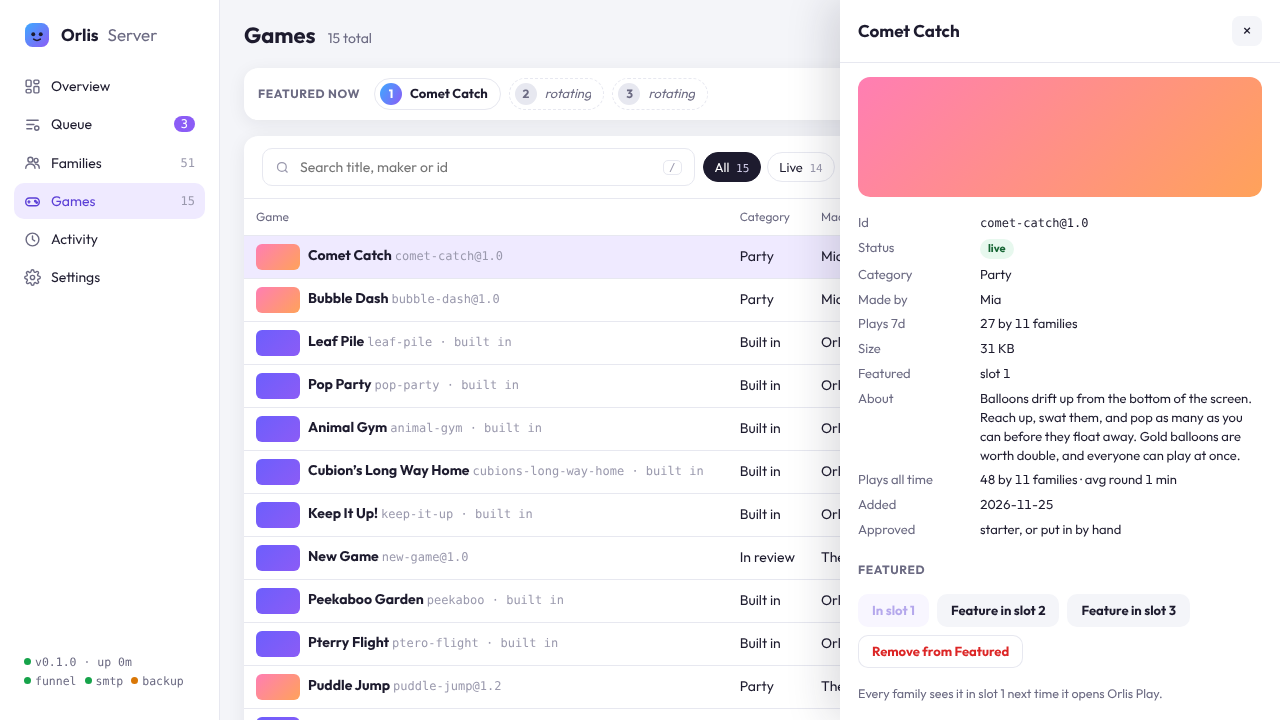 Orlis Server
Overview
Queue 3
Families 51
Games 15
Activity
Settings
v0.1.0 · up 0m
funnel smtp backup
Games 15 total
FEATURED NOW 1 Comet Catch 2 rotating 3 rotating
Search title, maker or id /
All 15 Live 14
Game Category Mad
Comet Catch comet-catch@1.0 Party Mia
Bubble Dash bubble-dash@1.0 Party Mia
Leaf Pile leaf-pile · built in Built in Orl
Pop Party pop-party · built in Built in Orl
Animal Gym animal-gym · built in Built in Orl
Cubion's Long Way Home cubions-long-way-home · built in Built in Orl
Keep It Up! keep-it-up · built in Built in Orl
New Game new-game@1.0 In review The
Peekaboo Garden peekaboo · built in Built in Orl
Pterry Flight ptero-flight · built in Built in Orl
Puddle Jump puddle-jump@1.2 Party The
Comet Catch ×
Id comet-catch@1.0
Status live
Category Party
Made by Mia
Plays 7d 27 by 11 families
Size 31 KB
Featured slot 1
About Balloons drift up from the bottom of the screen.
Reach up, swat them, and pop as many as you
can before they float away. Gold balloons are
worth double, and everyone can play at once.
Plays all time 48 by 11 families · avg round 1 min
Added 2026-11-25
Approved starter, or put in by hand
FEATURED
In slot 1 Feature in slot 2 Feature in slot 3
Remove from Featured
Every family sees it in slot 1 next time it opens Orlis Play.